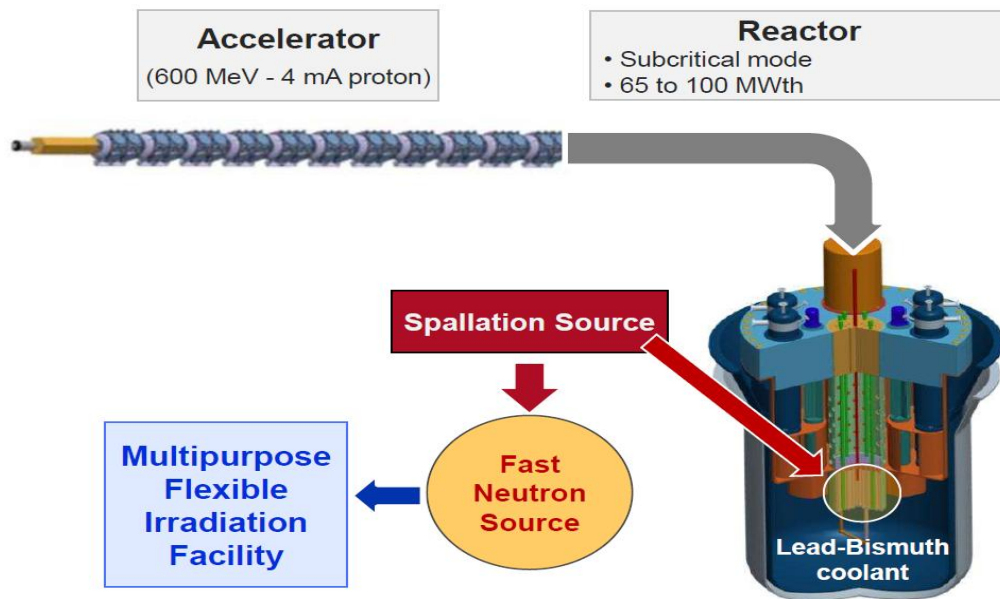 Accelerator
(600 MeV - 4 mA proton)
Reactor
• Subcritical mode
• 65 to 100 MWth
Spallation Source
Fast
Neutron
Source
Multipurpose
Flexible
Irradiation
Facility
Lead-Bismuth
coolant